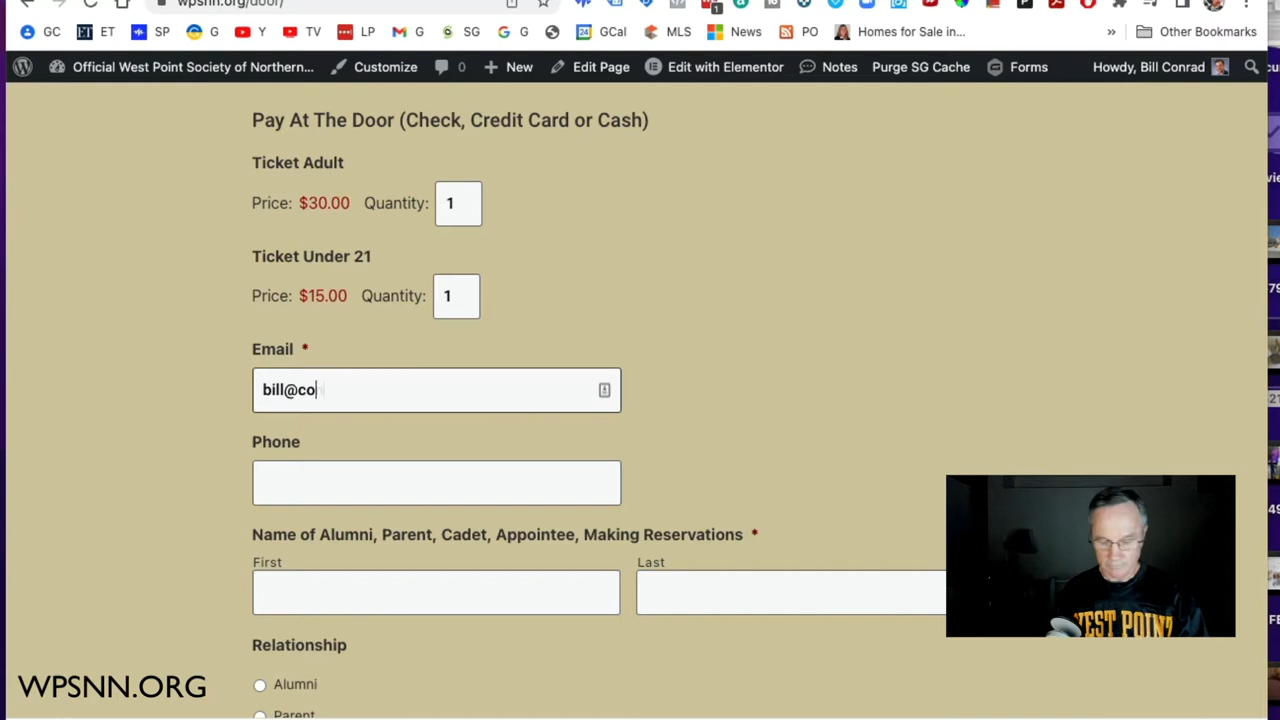 wpsnn.org/door/
GC ET SP G Y TV LP G SG G GCal MLS News PO Homes for Sale in... » Other Bookmarks
Official West Point Society of Northern... Customize 0 New Edit Page Edit with Elementor Notes Purge SG Cache Forms Howdy, Bill Conrad
Pay At The Door (Check, Credit Card or Cash)
Ticket Adult
Price: $30.00 Quantity: 1
Ticket Under 21
Price: $15.00 Quantity: 1
Email *
bill@co
Phone
Name of Alumni, Parent, Cadet, Appointee, Making Reservations *
First Last
Relationship
Alumni
Parent
WEST POINT
WPSNN.ORG